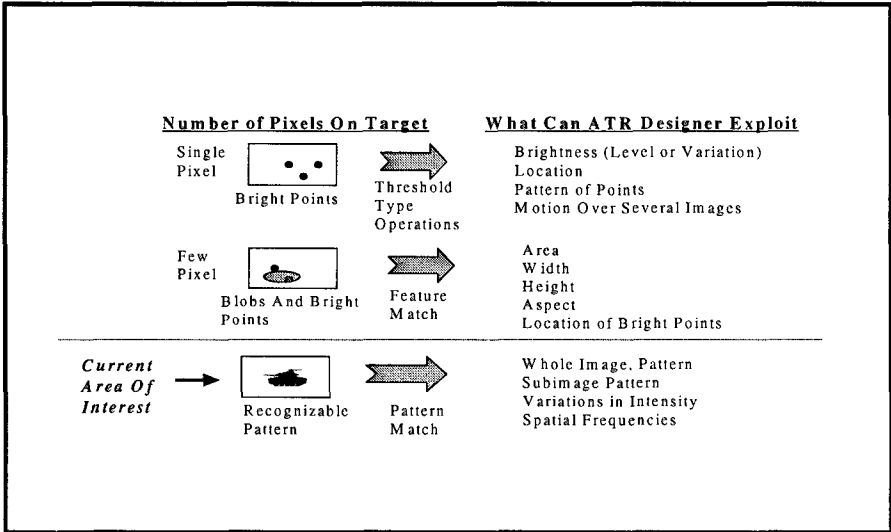 Number of Pixels On Target
What Can ATR Designer Exploit
Single
Pixel
Bright Points
Threshold
Type
Operations
Brightness (Level or Variation)
Location
Pattern of Points
Motion Over Several Images
Few
Pixel
Blobs And Bright
Points
Feature
Match
Area
Width
Height
Aspect
Location of Bright Points
Current
Area Of
Interest
Recognizable
Pattern
Pattern
Match
Whole Image, Pattern
Subimage Pattern
Variations in Intensity
Spatial Frequencies